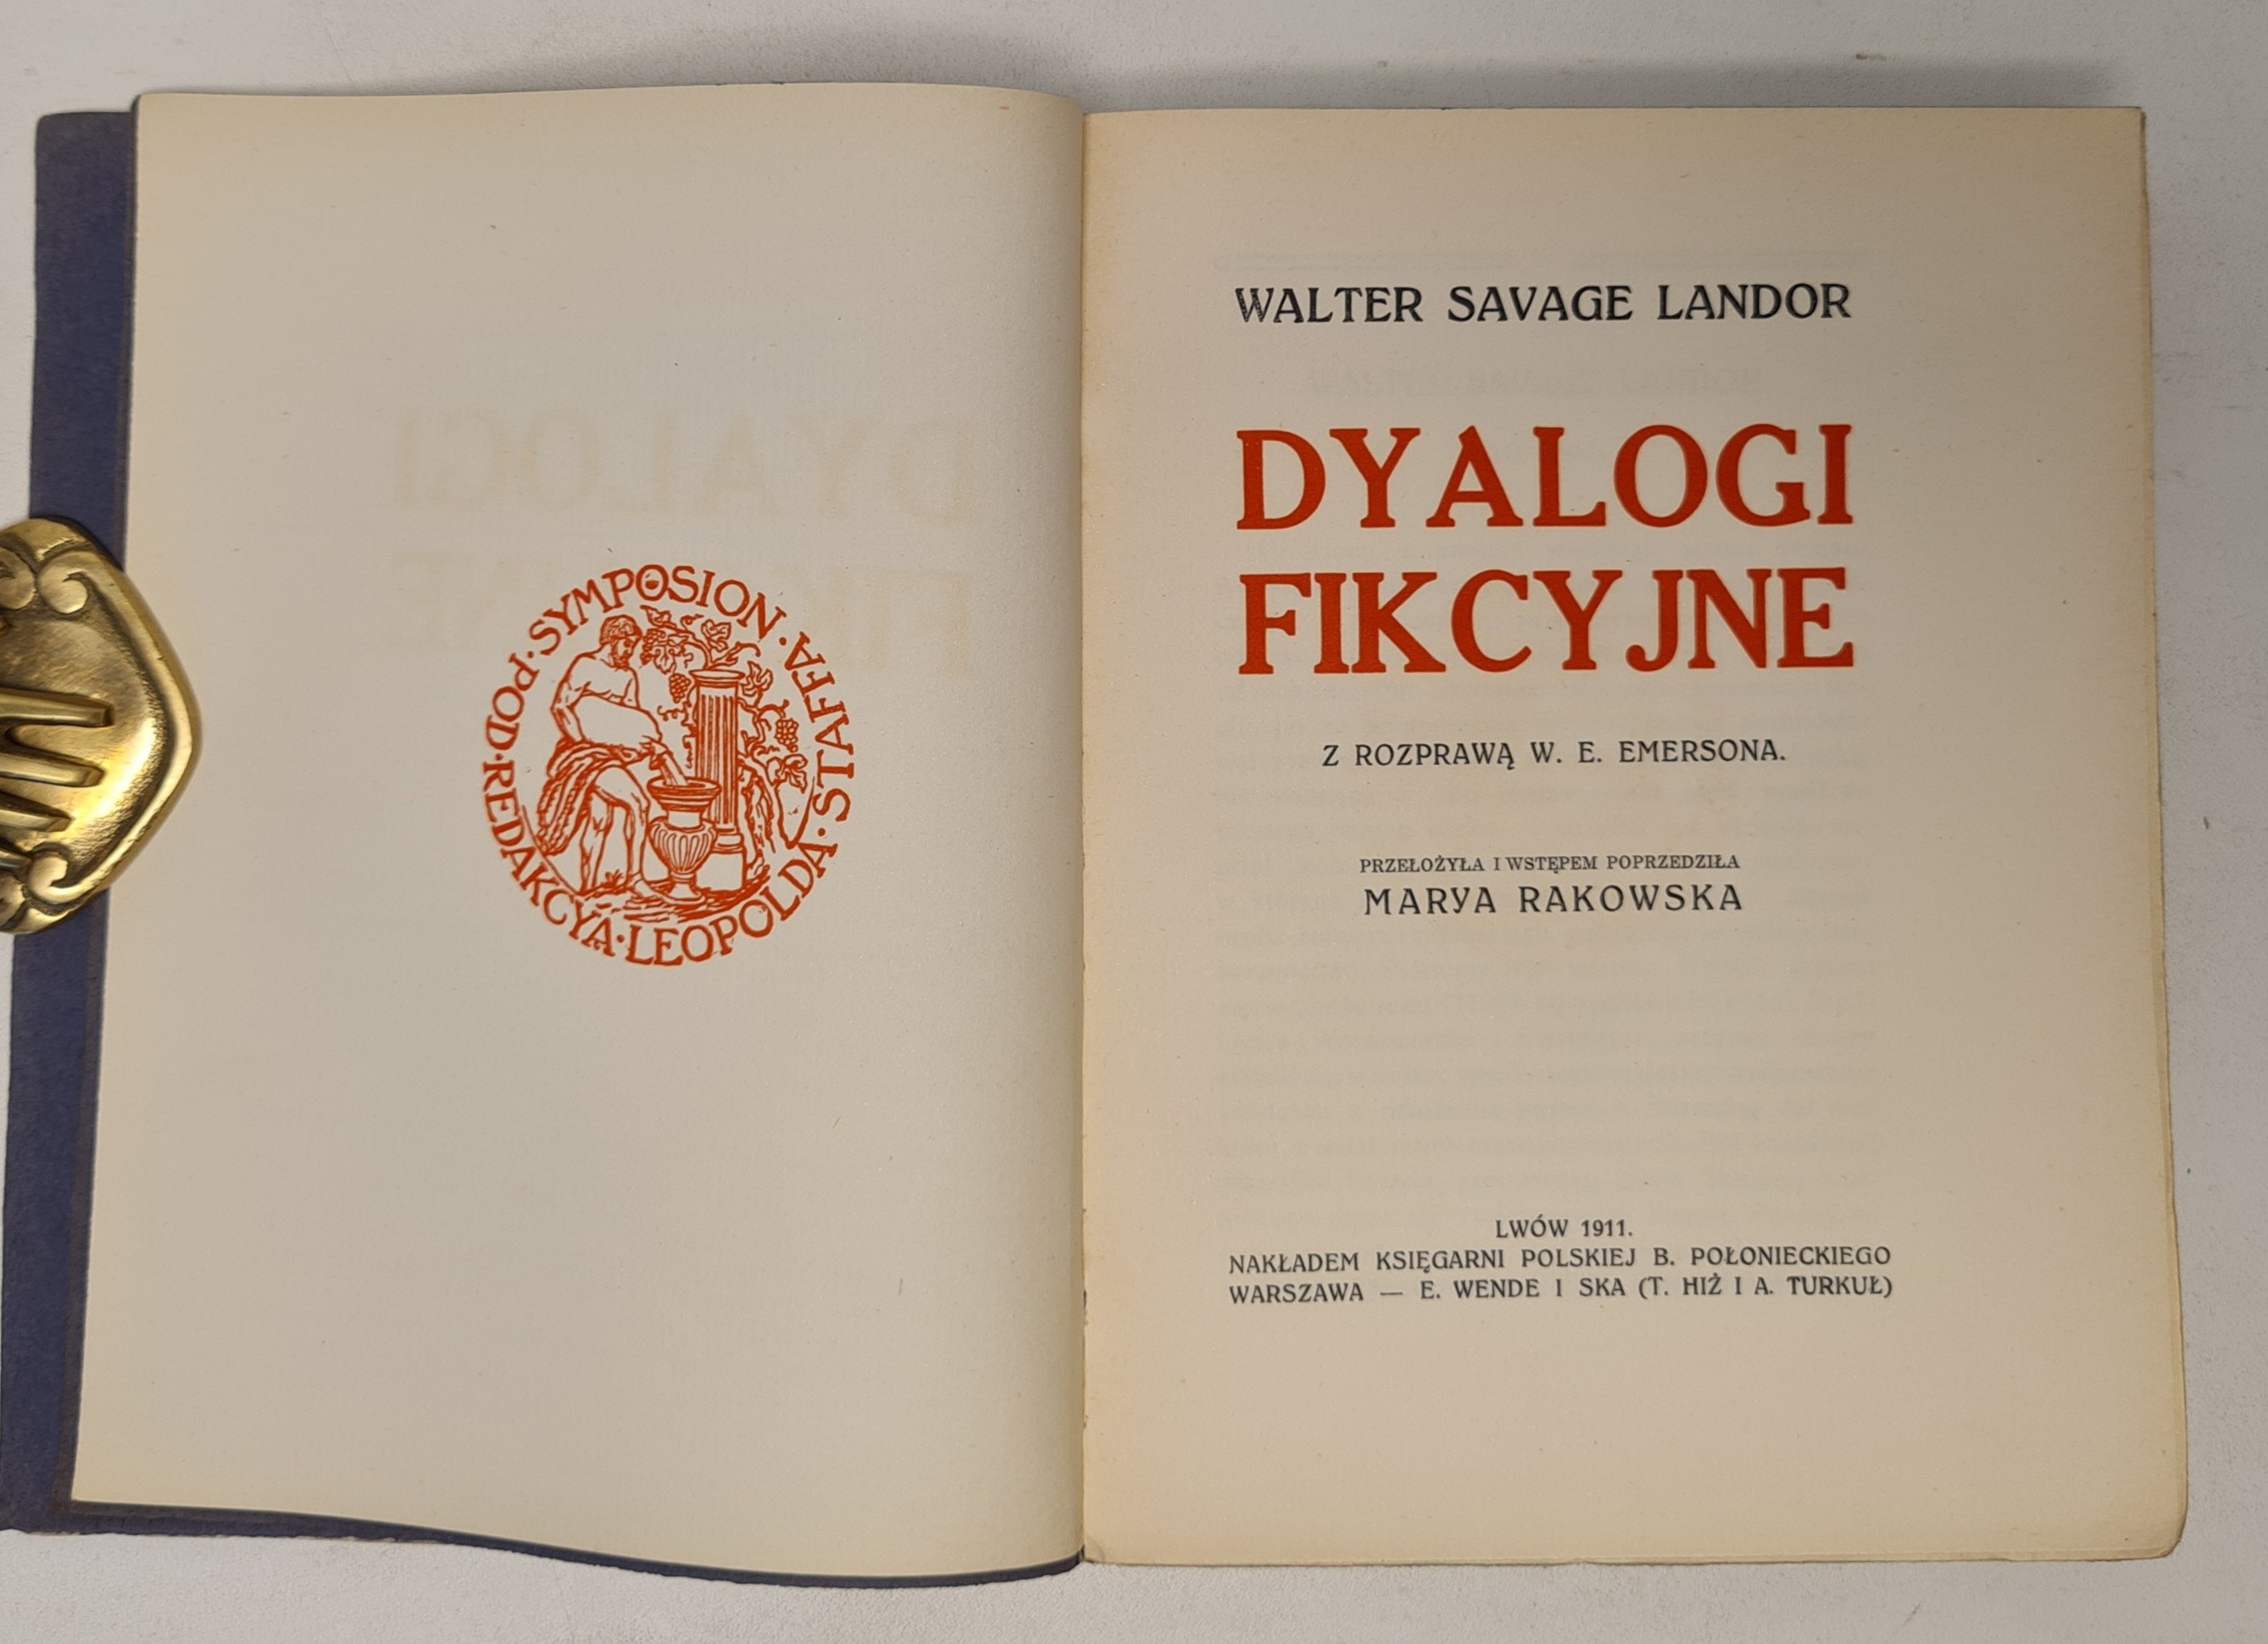 · SYMPOSION · POD · REDAKCYĄ · LEOPOLDA · STAFFA ·
WALTER SAVAGE LANDOR
DYALOGI
FIKCYJNE
Z ROZPRAWĄ W. E. EMERSONA.
PRZEŁOŻYŁA I WSTĘPEM POPRZEDZIŁA
MARYA RAKOWSKA
LWÓW 1911.
NAKŁADEM KSIĘGARNI POLSKIEJ B. POŁONIECKIEGO
WARSZAWA — E. WENDE I SKA (T. HIŻ I A. TURKUŁ)